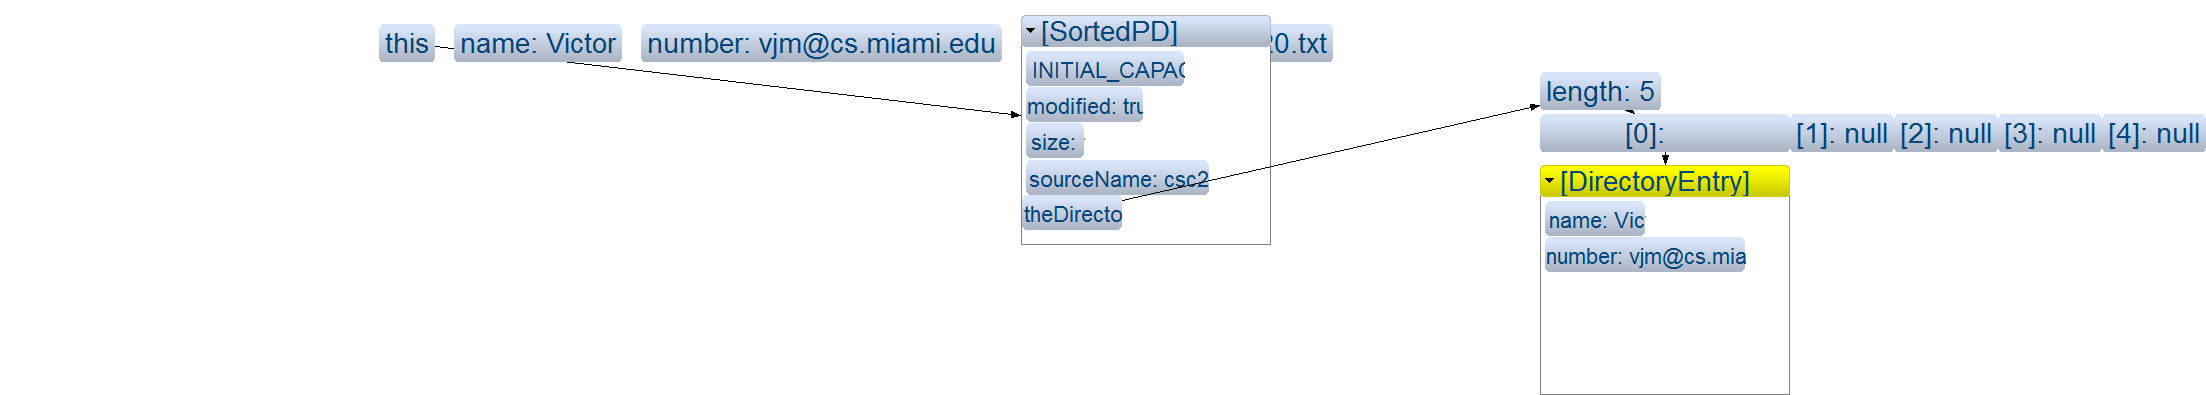 this name: Victor number: vjm@cs.miami.edu 0.txt
[SortedPD]
INITIAL_CAPAC
modified: tru
size:
sourceName: csc2
theDirecto
length: 5
[0]: [1]: null [2]: null [3]: null [4]: null
[DirectoryEntry]
name: Vic
number: vjm@cs.mia